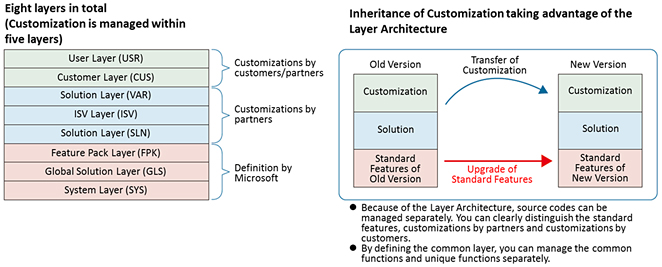 Eight layers in total
(Customization is managed within
five layers)
User Layer (USR)
Customer Layer (CUS)
Solution Layer (VAR)
ISV Layer (ISV)
Solution Layer (SLN)
Feature Pack Layer (FPK)
Global Solution Layer (GLS)
System Layer (SYS)
Customizations by
customers/partners
Customizations by
partners
Definition by
Microsoft
Inheritance of Customization taking advantage of the
Layer Architecture
Old Version
Transfer of
Customization
New Version
Customization
Customization
Solution
Solution
Standard
Features of
Old Version
Upgrade of
Standard Features
Standard
Features of
New Version
● Because of the Layer Architecture, source codes can be
managed separately. You can clearly distinguish the standard
features, customizations by partners and customizations by
customers.
● By defining the common layer, you can manage the common
functions and unique functions separately.